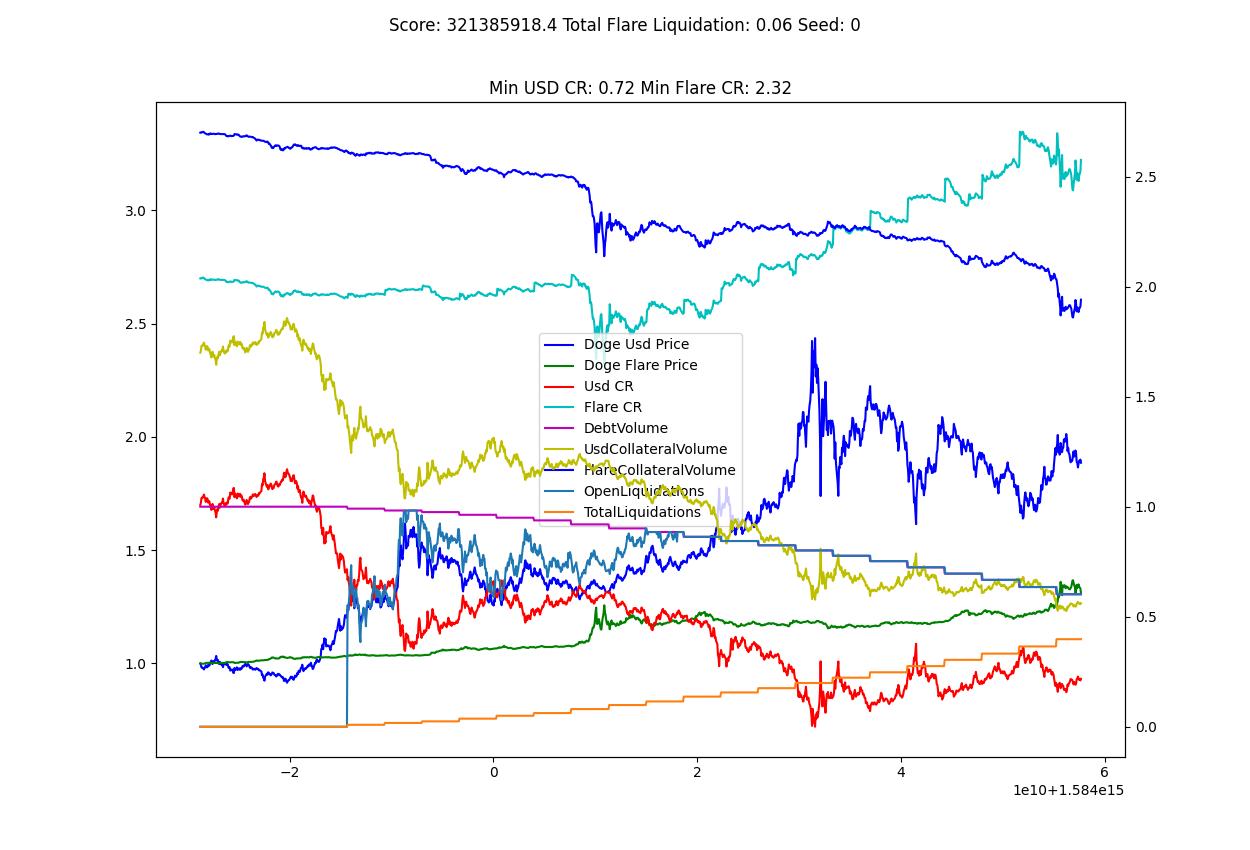 Score: 321385918.4 Total Flare Liquidation: 0.06 Seed: 0
Min USD CR: 0.72 Min Flare CR: 2.32
3.0
2.5
2.0
1.5
1.0
2.5
2.0
1.5
1.0
0.5
0.0
Doge Usd Price
Doge Flare Price
Usd CR
Flare CR
DebtVolume
UsdCollateralVolume
FlareCollateralVolume
OpenLiquidations
TotalLiquidations
−2 0 2 4 6
1e10+1.584e15